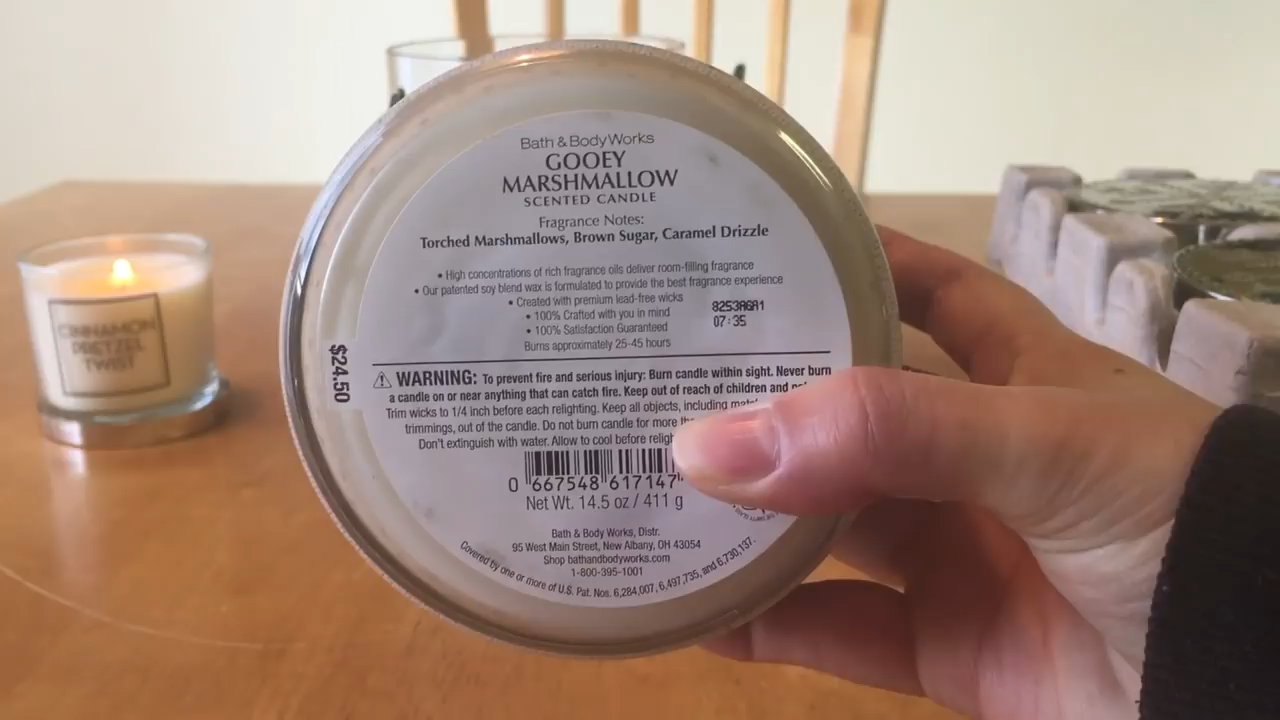 Bath & Body Works
GOOEY
MARSHMALLOW
SCENTED CANDLE
Fragrance Notes:
Torched Marshmallows, Brown Sugar, Caramel Drizzle
• High concentrations of rich fragrance oils deliver room-filling fragrance
• Our patented soy blend wax is formulated to provide the best fragrance experience
• Created with premium lead-free wicks
• 100% Crafted with you in mind
• 100% Satisfaction Guaranteed
Burns approximately 25-45 hours
8253AGA1
07:35
$24.50
⚠ WARNING: To prevent fire and serious injury: Burn candle within sight. Never burn
a candle on or near anything that can catch fire. Keep out of reach of children and
Trim wicks to 1/4 inch before each relighting. Keep all objects, including
trimmings, out of the candle. Do not burn candle for more
Don't extinguish with water. Allow to cool before
0 667548 617147
Net Wt. 14.5 oz / 411 g
Bath & Body Works, Distr.
95 West Main Street, New Albany, OH 43054
Shop bathandbodyworks.com
1-800-395-1001
Covered by one or more of U.S. Pat. Nos. 6,284,007, 6,497,735, and 6,730,137.
CINNAMON
PRETZEL
TWIST